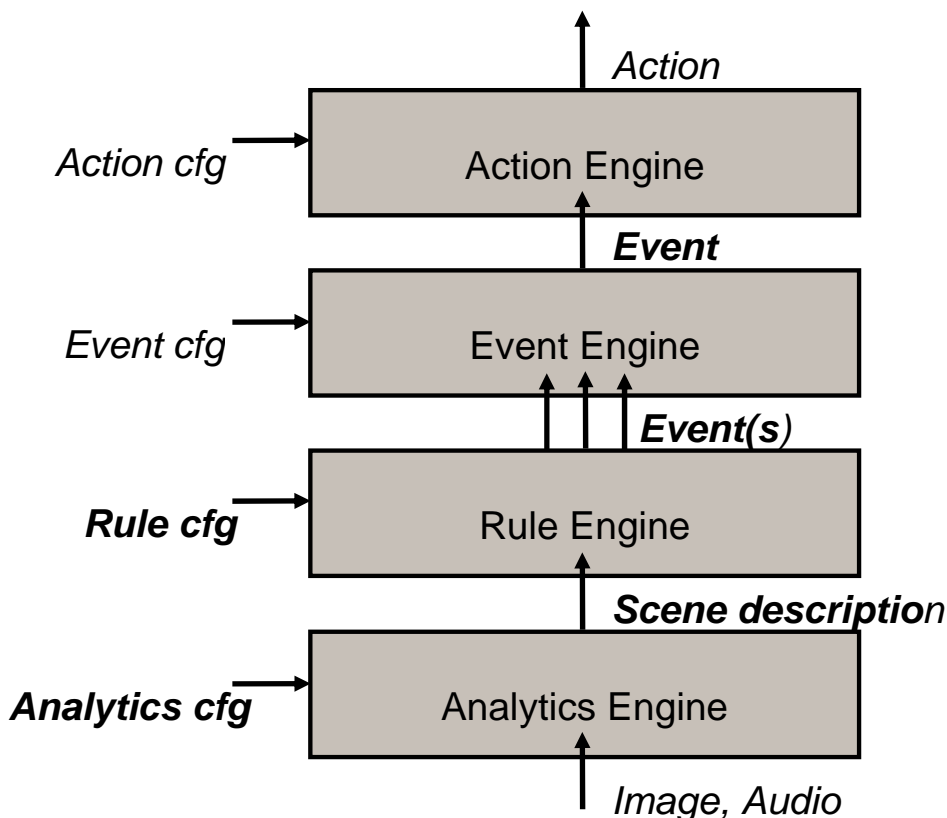 Action
Action cfg
Action Engine
Event
Event cfg
Event Engine
Event(s)
Rule cfg
Rule Engine
Scene description
Analytics cfg
Analytics Engine
Image, Audio